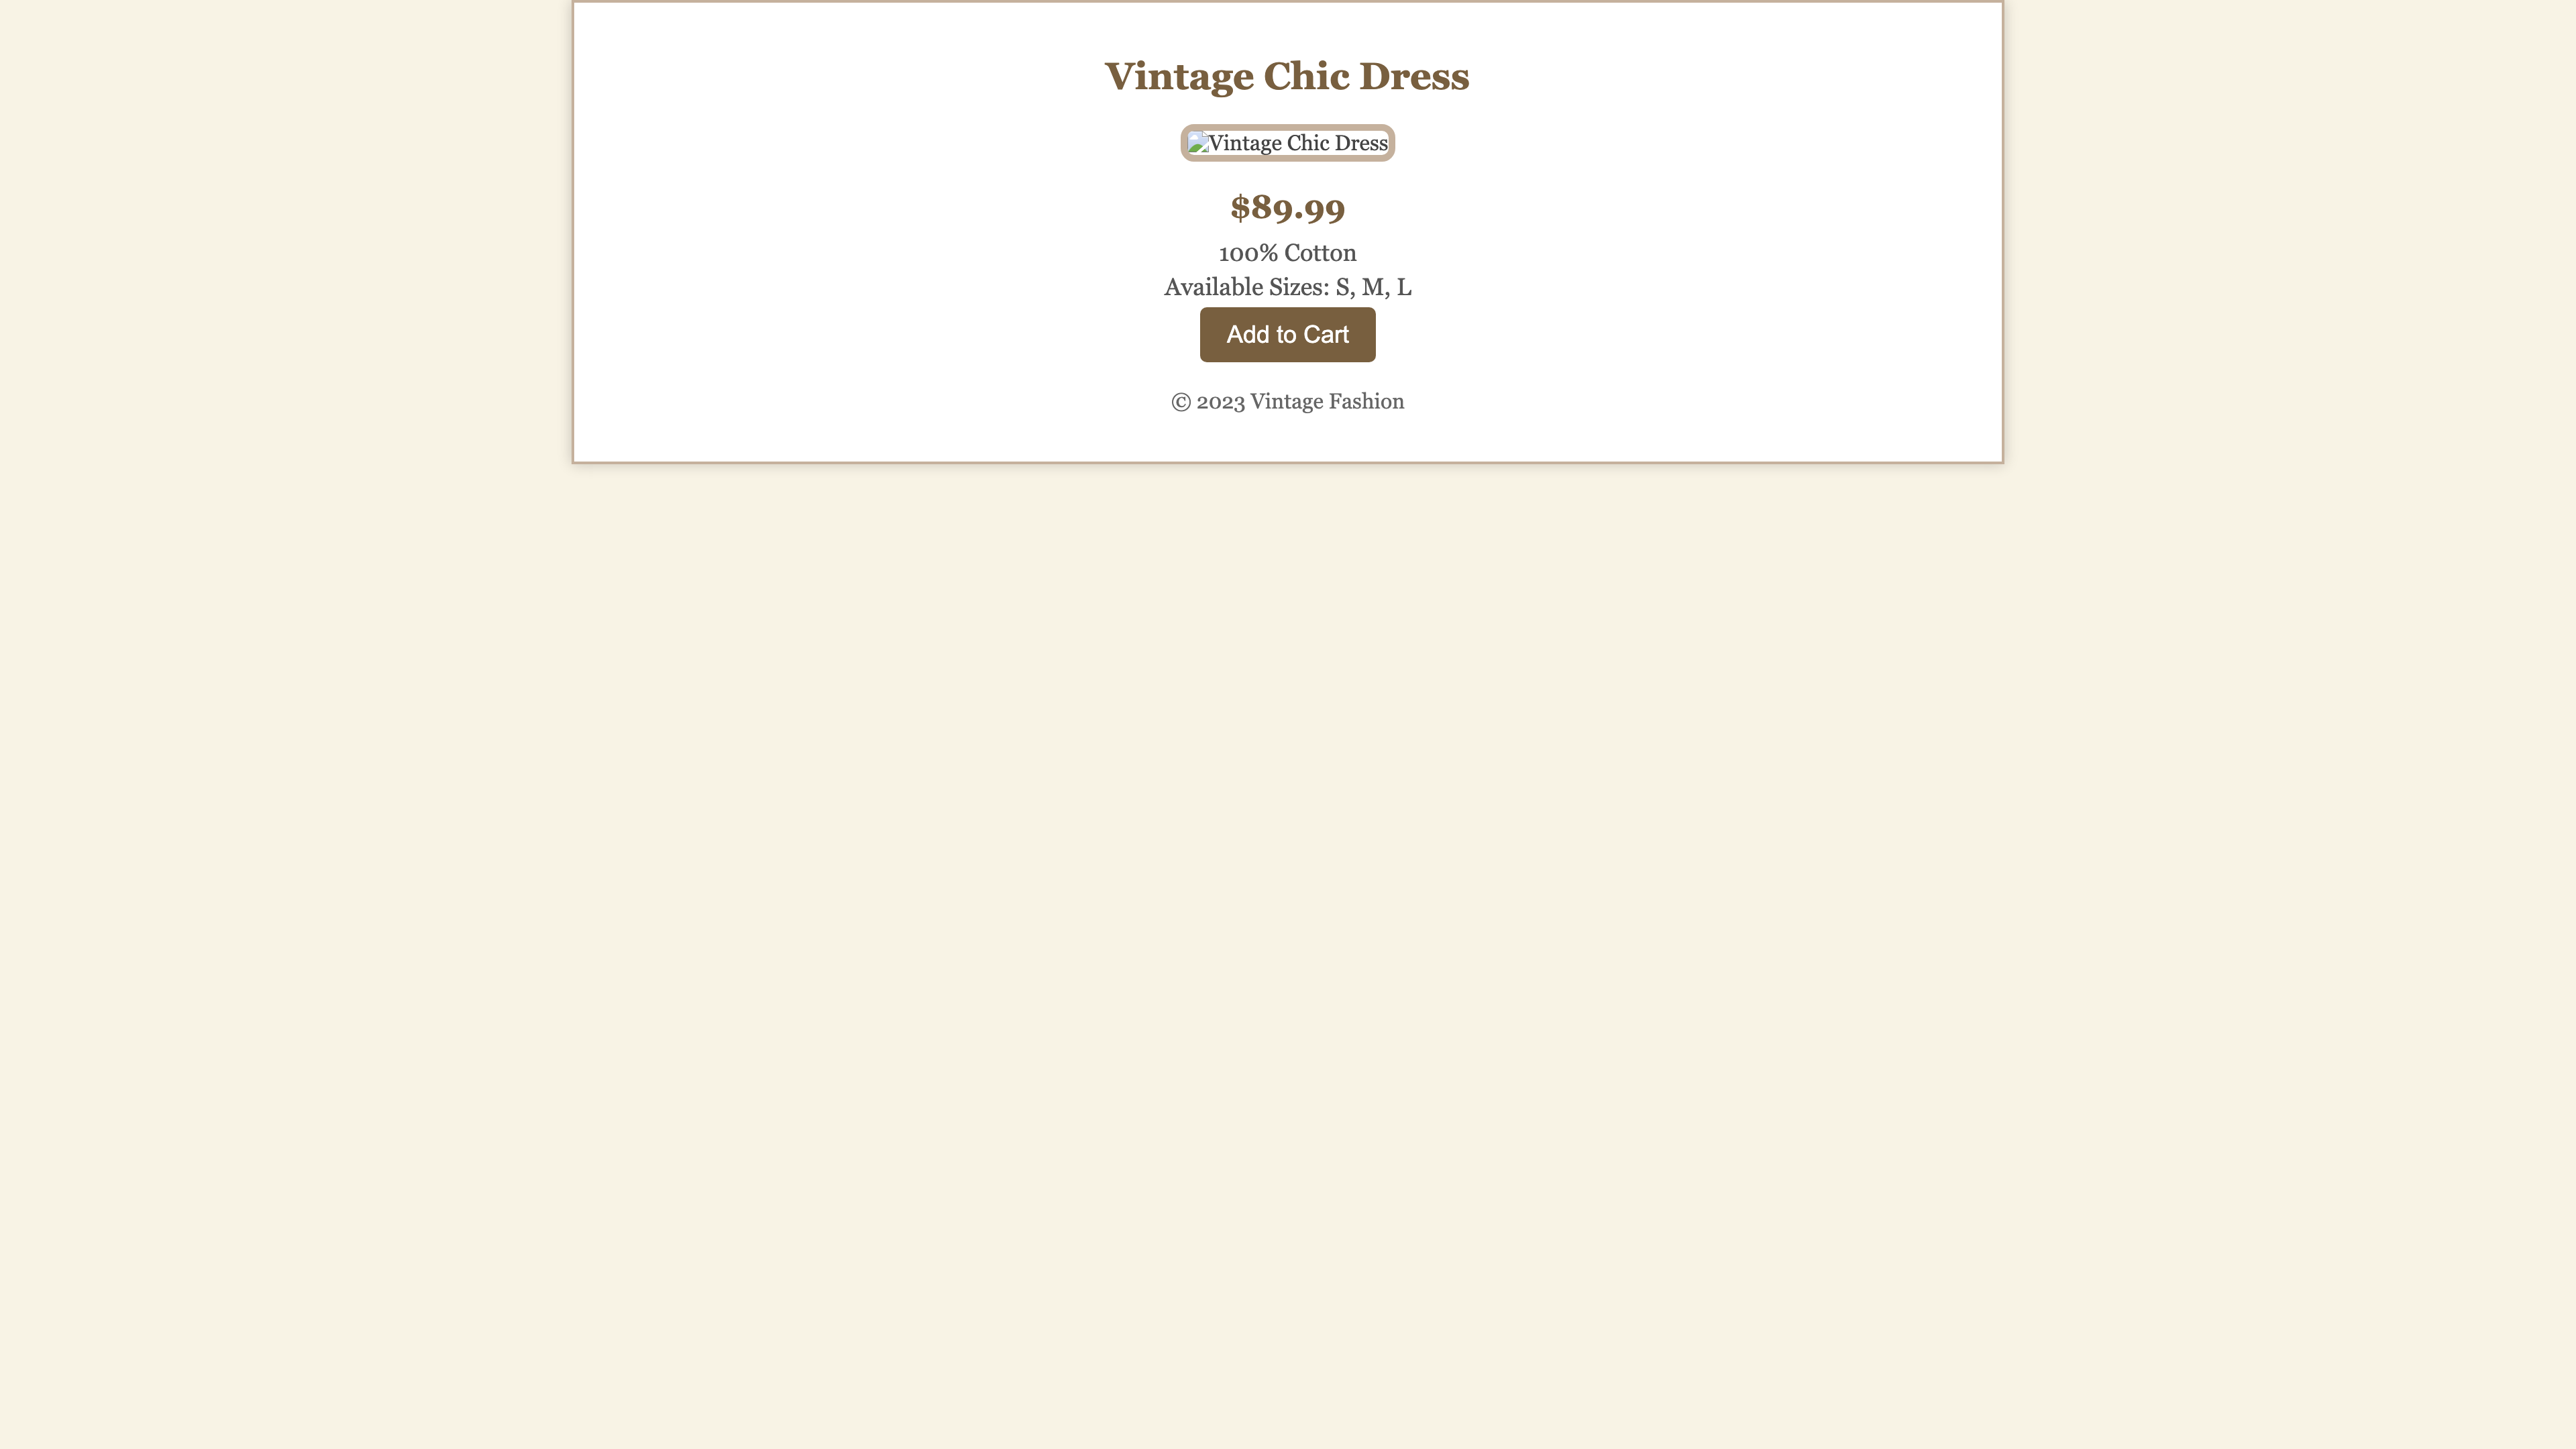 Vintage Chic Dress
Vintage Chic Dress
$89.99
100% Cotton
Available Sizes: S, M, L
Add to Cart
© 2023 Vintage Fashion